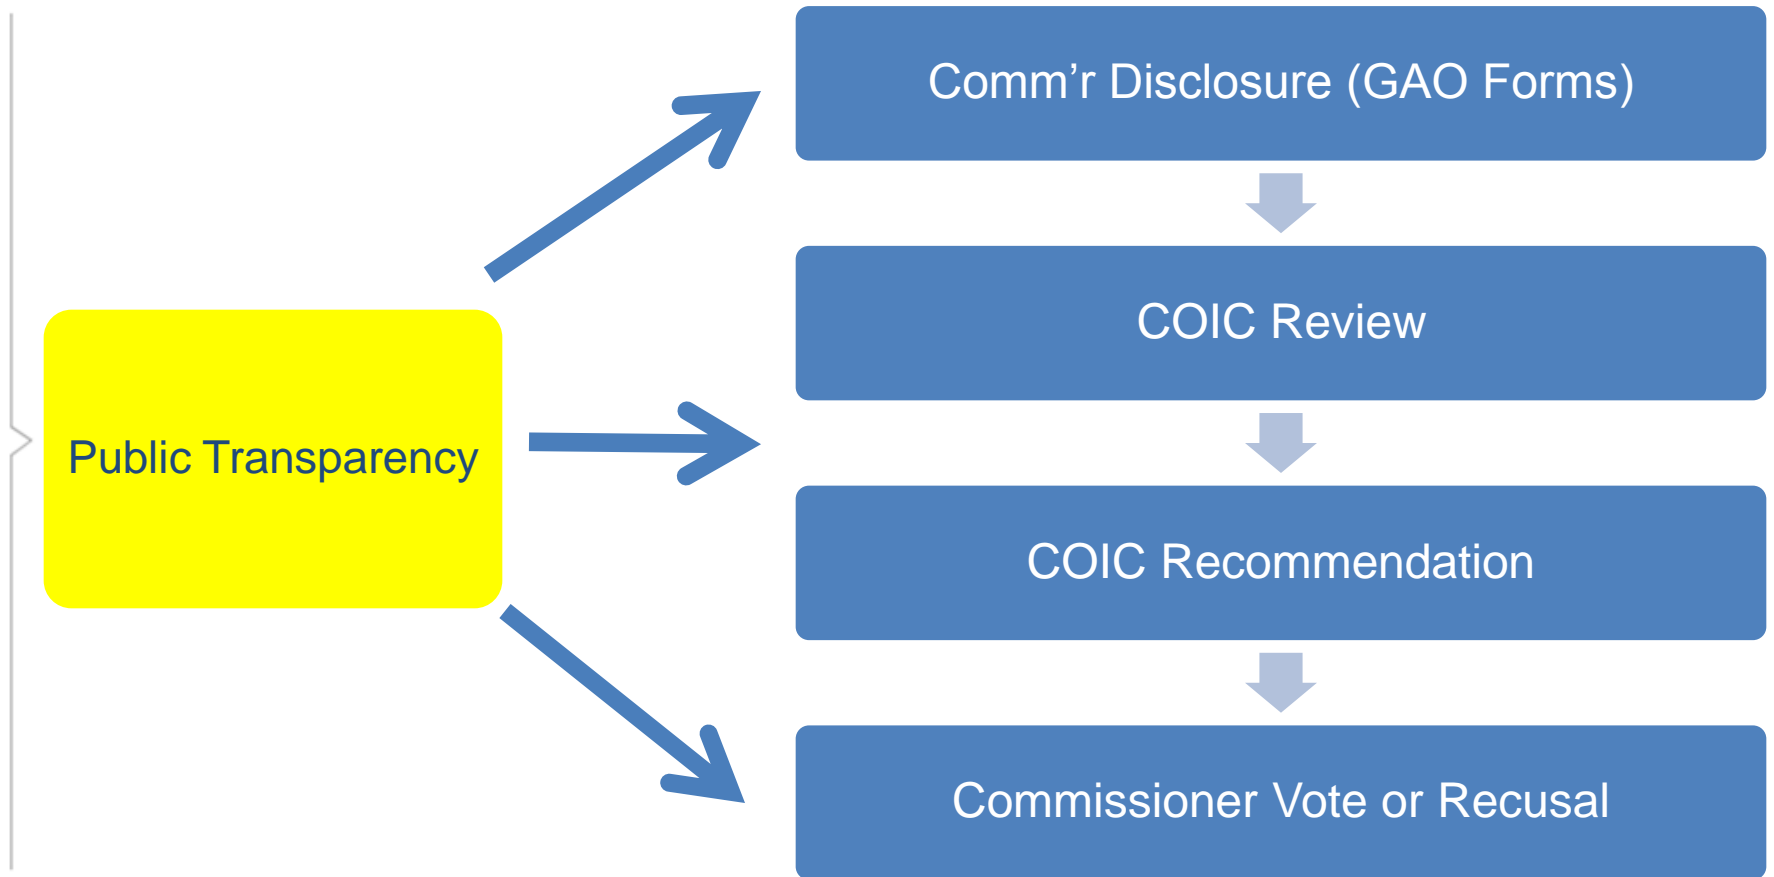 Comm’r Disclosure (GAO Forms)
COIC Review
Public Transparency
COIC Recommendation
Commissioner Vote or Recusal